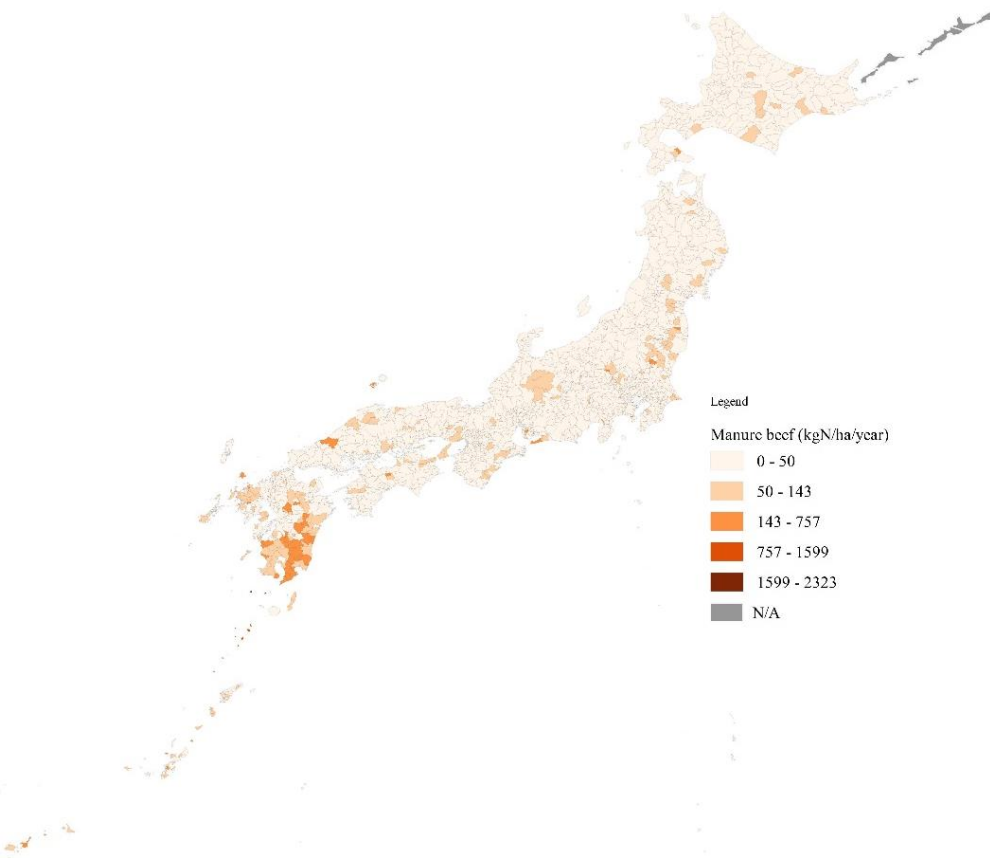 Legend
Manure beef (kgN/ha/year)
0 - 50
50 - 143
143 - 757
757 - 1599
1599 - 2323
N/A